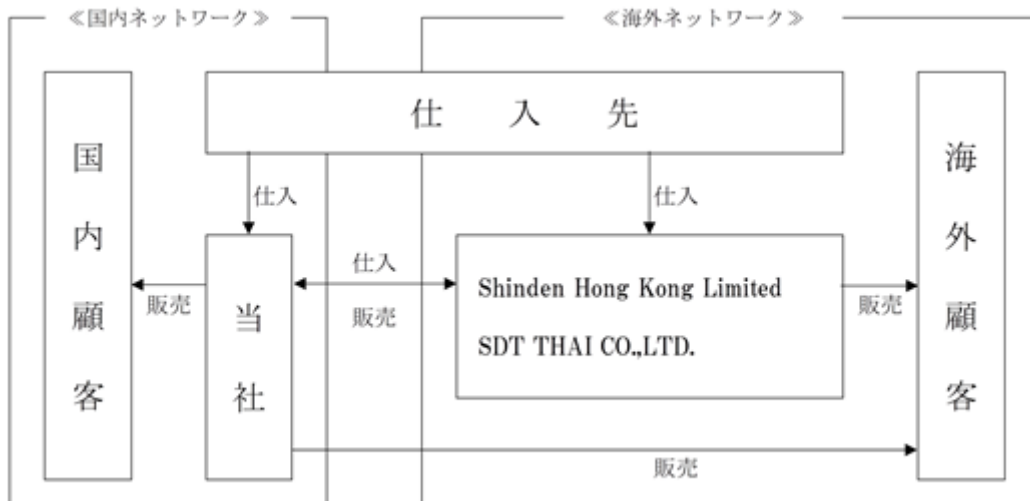 ≪国内ネットワーク≫
≪海外ネットワーク≫
仕 入 先
国内顧客
海外顧客
仕入
仕入
当社
仕入
販売
Shinden Hong Kong Limited
SDT THAI CO.,LTD.
販売
販売
販売